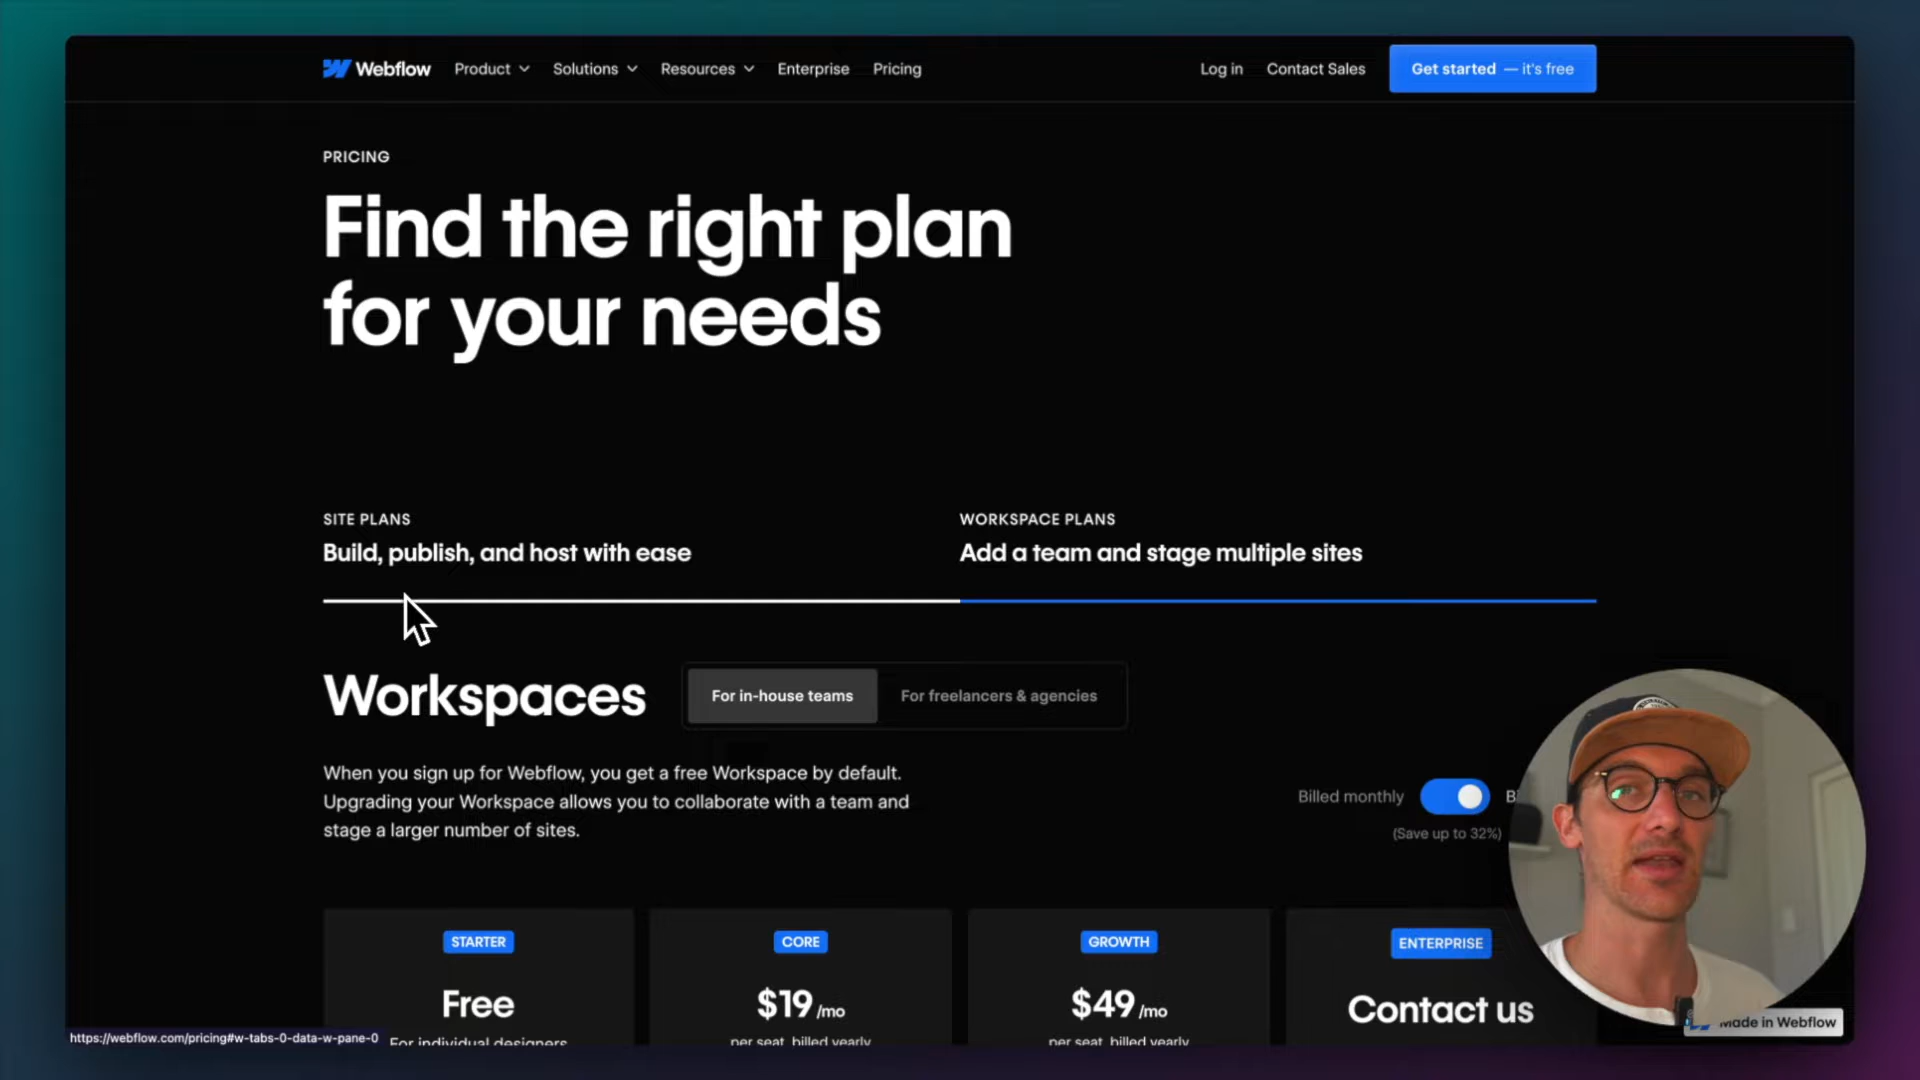 Webflow Product Solutions Resources Enterprise Pricing Log in Contact Sales Get started — it's free
PRICING
Find the right plan
for your needs
SITE PLANS
Build, publish, and host with ease
WORKSPACE PLANS
Add a team and stage multiple sites
Workspaces
For in-house teams
For freelancers & agencies
When you sign up for Webflow, you get a free Workspace by default.
Upgrading your Workspace allows you to collaborate with a team and
stage a larger number of sites.
Billed monthly
(Save up to 32%)
STARTER
Free
For individual designers
CORE
$19 /mo
per seat, billed yearly
GROWTH
$49 /mo
per seat, billed yearly
ENTERPRISE
Contact us
Made in Webflow
https://webflow.com/pricing#w-tabs-0-data-w-pane-0